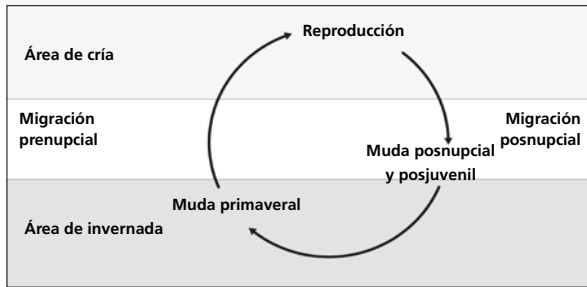 Reproducción
Área de cría
Migración
prenupcial
Migración
posnupcial
Muda posnupcial
y posjuvenil
Muda primaveral
Área de invernada